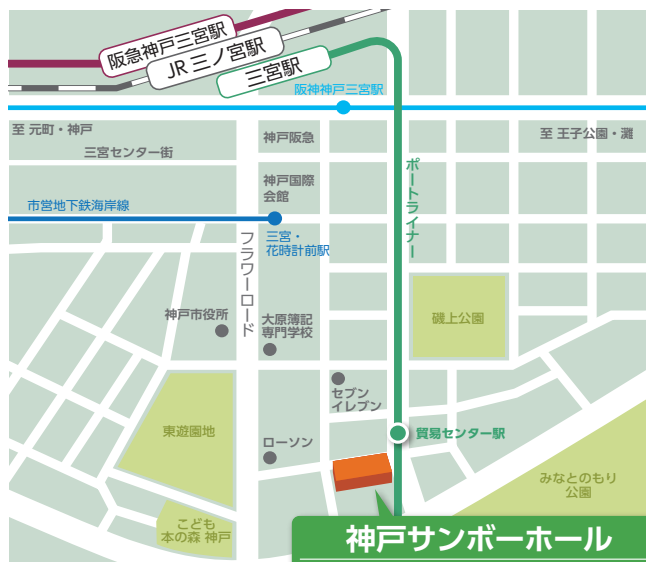 阪急神戸三宮駅
JR 三ノ宮駅
三宮駅
阪神神戸三宮駅
至 元町・神戸
神戸阪急
至 王子公園・灘
三宮センター街
神戸国際
会館
ポートライナー
市営地下鉄海岸線
三宮・
花時計前駅
フラワーロード
神戸市役所
大原簿記
専門学校
磯上公園
セブン
イレブン
東遊園地
ローソン
貿易センター駅
みなとのもり
公園
こども
本の森 神戸
神戸サンボーホール